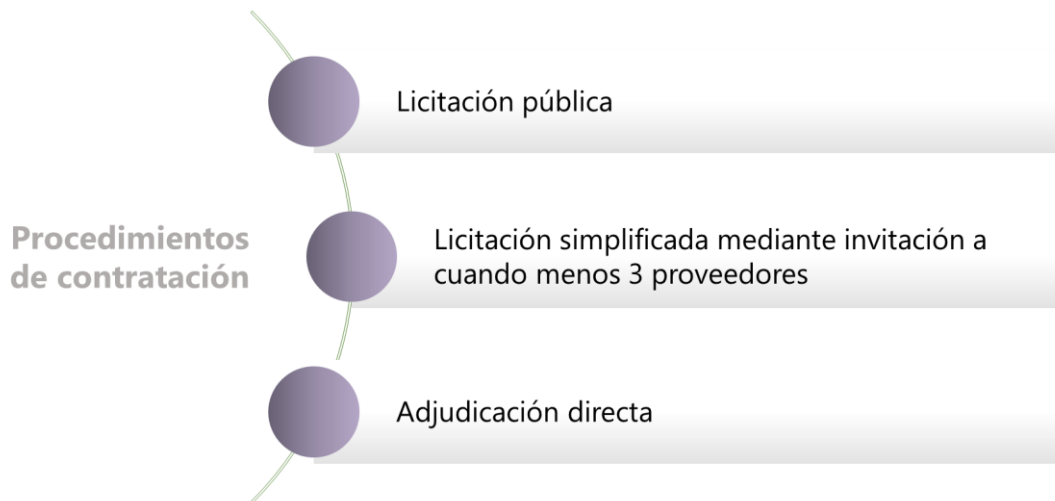 Procedimientos
de contratación
Licitación pública
Licitación simplificada mediante invitación a
cuando menos 3 proveedores
Adjudicación directa